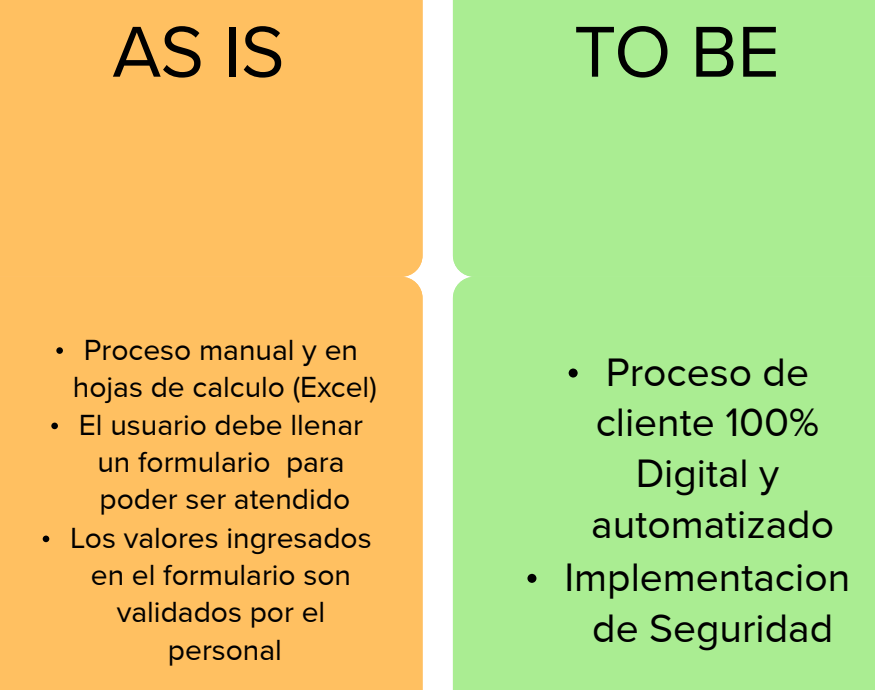 AS IS
• Proceso manual y en
hojas de calculo (Excel)
• El usuario debe llenar
un formulario  para
poder ser atendido
• Los valores ingresados
en el formulario son
validados por el
personal
TO BE
• Proceso de
cliente 100%
Digital y
automatizado
• Implementacion
de Seguridad